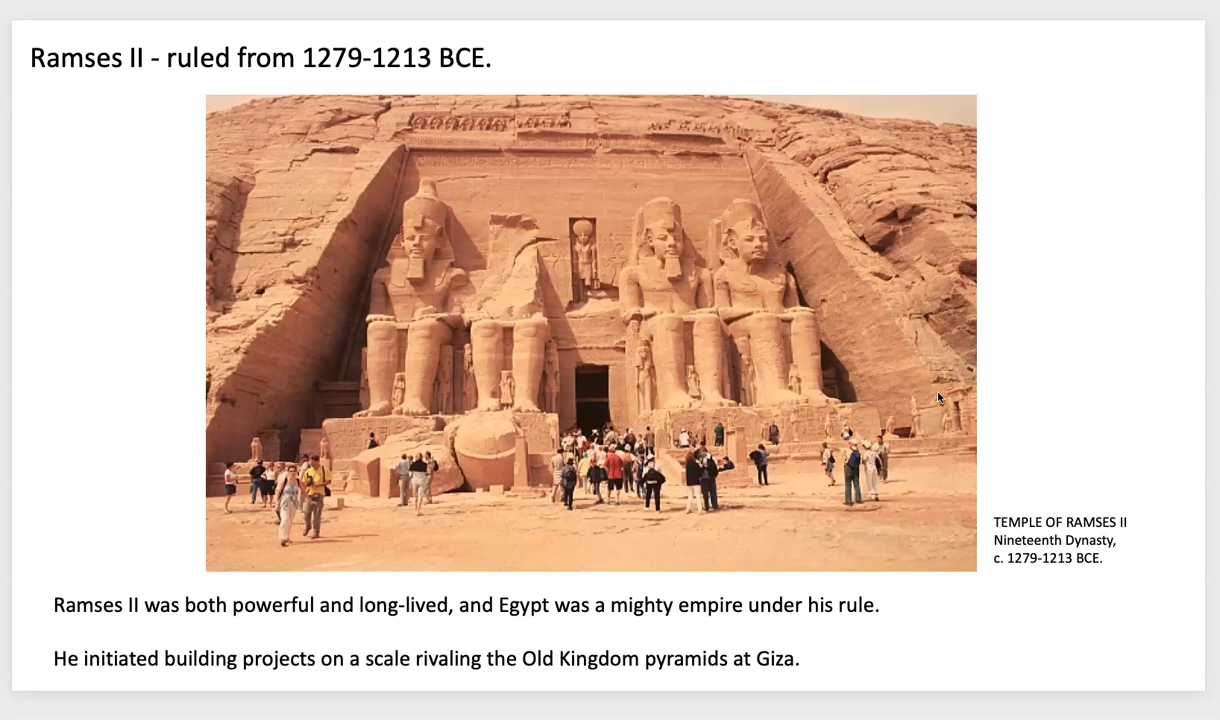 Ramses II - ruled from 1279-1213 BCE.
TEMPLE OF RAMSES II
Nineteenth Dynasty,
c. 1279-1213 BCE.
Ramses II was both powerful and long-lived, and Egypt was a mighty empire under his rule.
He initiated building projects on a scale rivaling the Old Kingdom pyramids at Giza.